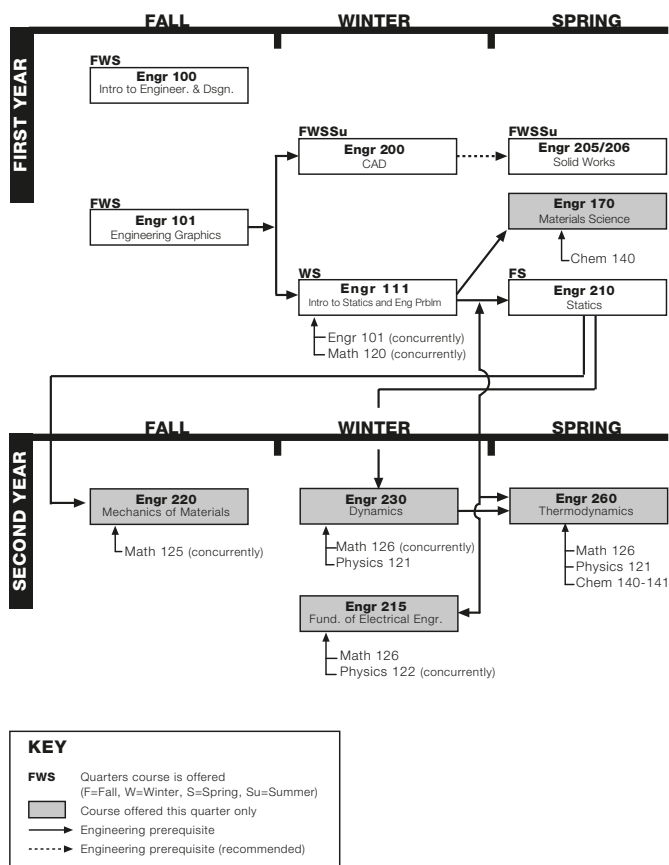 FALL
WINTER
SPRING
FIRST YEAR
FWS
Engr 100
Intro to Engineer. & Dsgn.
FWSSu
Engr 200
CAD
FWSSu
Engr 205/206
Solid Works
FWS
Engr 101
Engineering Graphics
Engr 170
Materials Science
Chem 140
WS
Engr 111
Intro to Statics and Eng Prblm
FS
Engr 210
Statics
Engr 101 (concurrently)
Math 120 (concurrently)
FALL
WINTER
SPRING
SECOND YEAR
Engr 220
Mechanics of Materials
Math 125 (concurrently)
Engr 230
Dynamics
Math 126 (concurrently)
Physics 121
Engr 260
Thermodynamics
Math 126
Physics 121
Chem 140-141
Engr 215
Fund. of Electrical Engr.
Math 126
Physics 122 (concurrently)
KEY
FWS Quarters course is offered
(F=Fall, W=Winter, S=Spring, Su=Summer)
Course offered this quarter only
Engineering prerequisite
Engineering prerequisite (recommended)